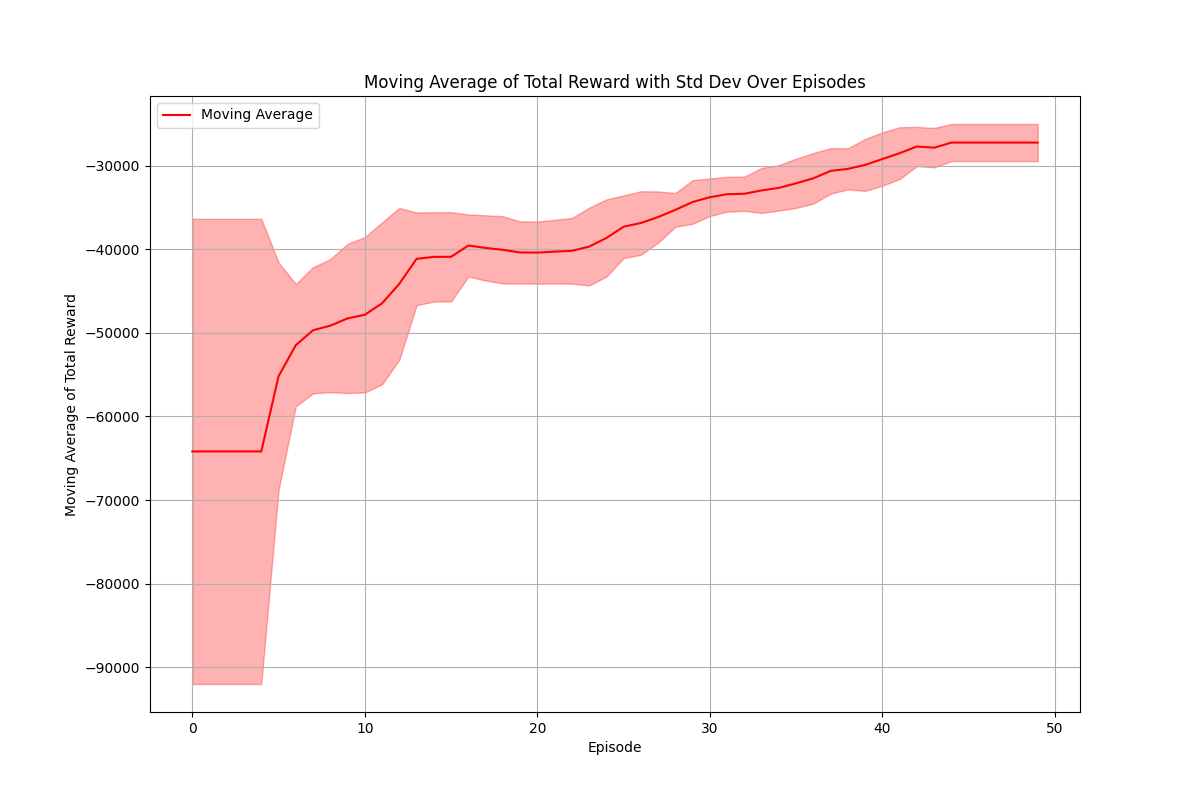 Moving Average of Total Reward with Std Dev Over Episodes
Moving Average
−30000
−40000
−50000
−60000
−70000
−80000
−90000
Moving Average of Total Reward
0 10 20 30 40 50
Episode